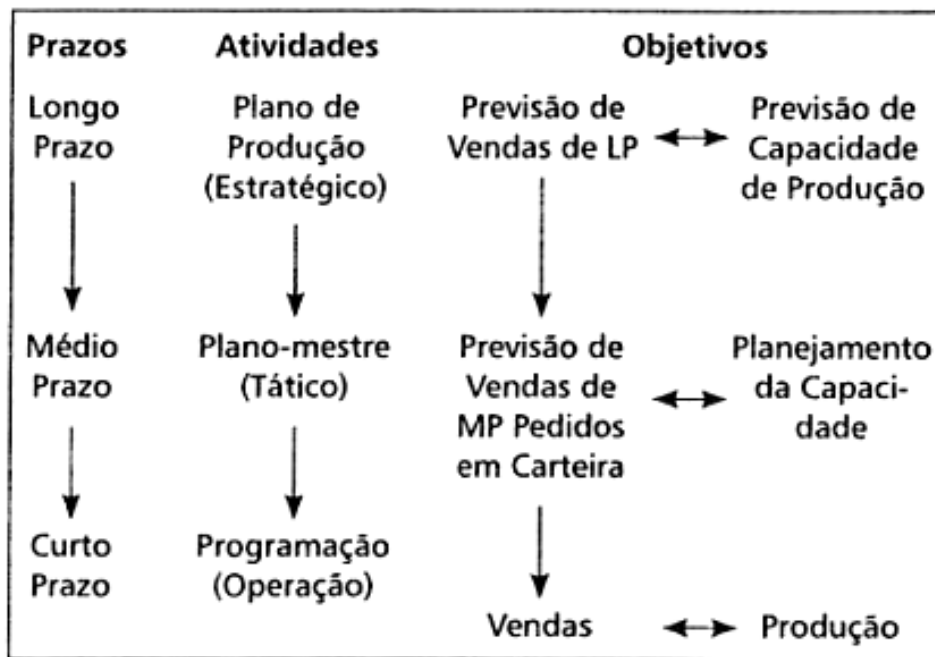 Prazos Atividades Objetivos
Longo Prazo
Plano de Produção (Estratégico)
Previsão de Vendas de LP
Previsão de Capacidade de Produção
Médio Prazo
Plano-mestre (Tático)
Previsão de Vendas de MP Pedidos em Carteira
Planejamento da Capaci-dade
Curto Prazo
Programação (Operação)
Vendas
Produção